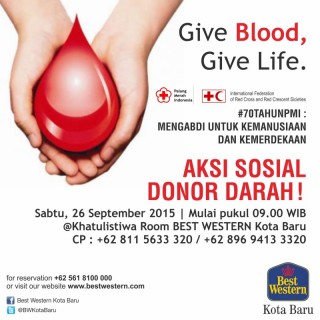 Give Blood,
Give Life.
Palang
Merah
Indonesia
International Federation
of Red Cross and Red Crescent Societies
#70TAHUNPMI :
MENGABDI UNTUK KEMANUSIAAN
DAN KEMERDEKAAN
AKSI SOSIAL
DONOR DARAH!
Sabtu, 26 September 2015 | Mulai pukul 09.00 WIB
@Khatulistiwa Room BEST WESTERN Kota Baru
CP : +62 811 5633 320 / +62 896 9413 3320
for reservation +62 561 8100 000
or visit our website www.bestwestern.com
Best Western Kota Baru
@BWKotaBaru
Best
Western
Kota Baru